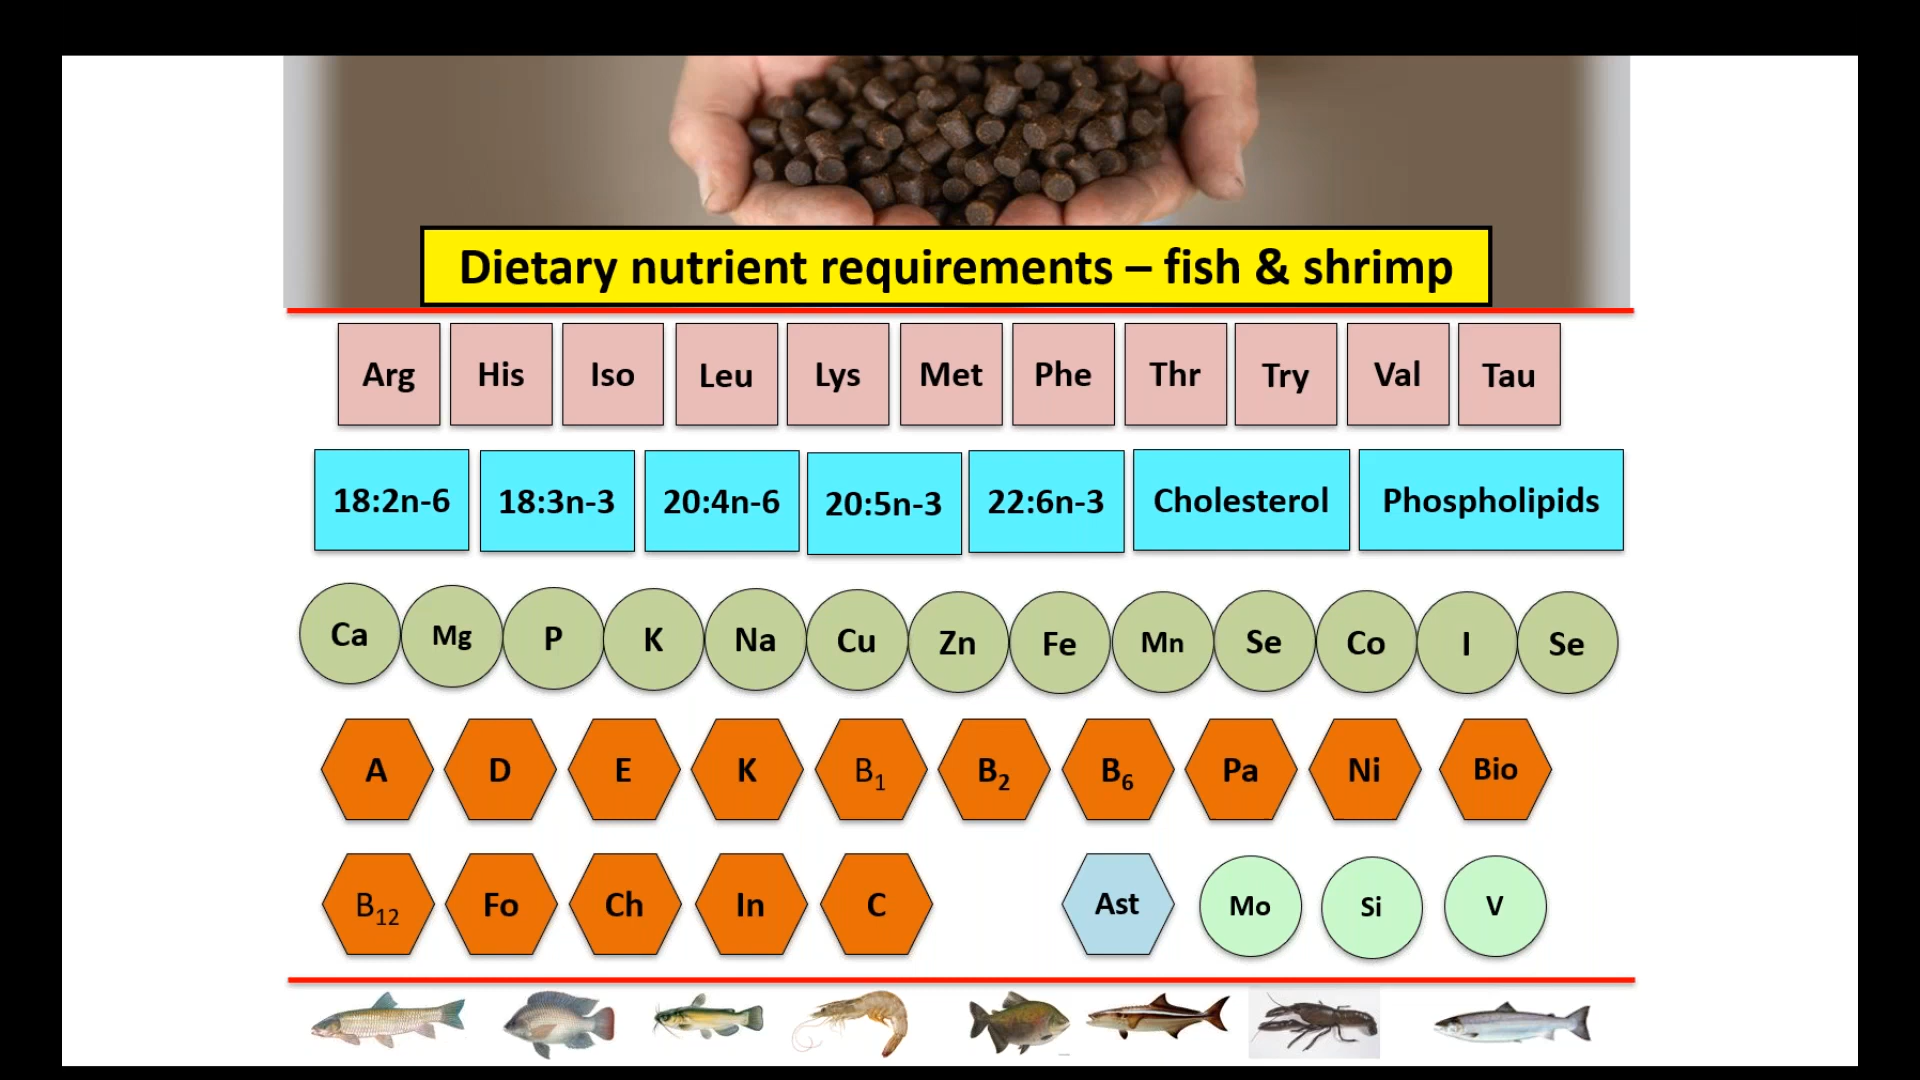 Dietary nutrient requirements – fish & shrimp
Arg His Iso Leu Lys Met Phe Thr Try Val Tau
18:2n-6 18:3n-3 20:4n-6 20:5n-3 22:6n-3 Cholesterol Phospholipids
Ca Mg P K Na Cu Zn Fe Mn Se Co I Se
A D E K B1 B2 B6 Pa Ni Bio
B12 Fo Ch In C Ast Mo Si V